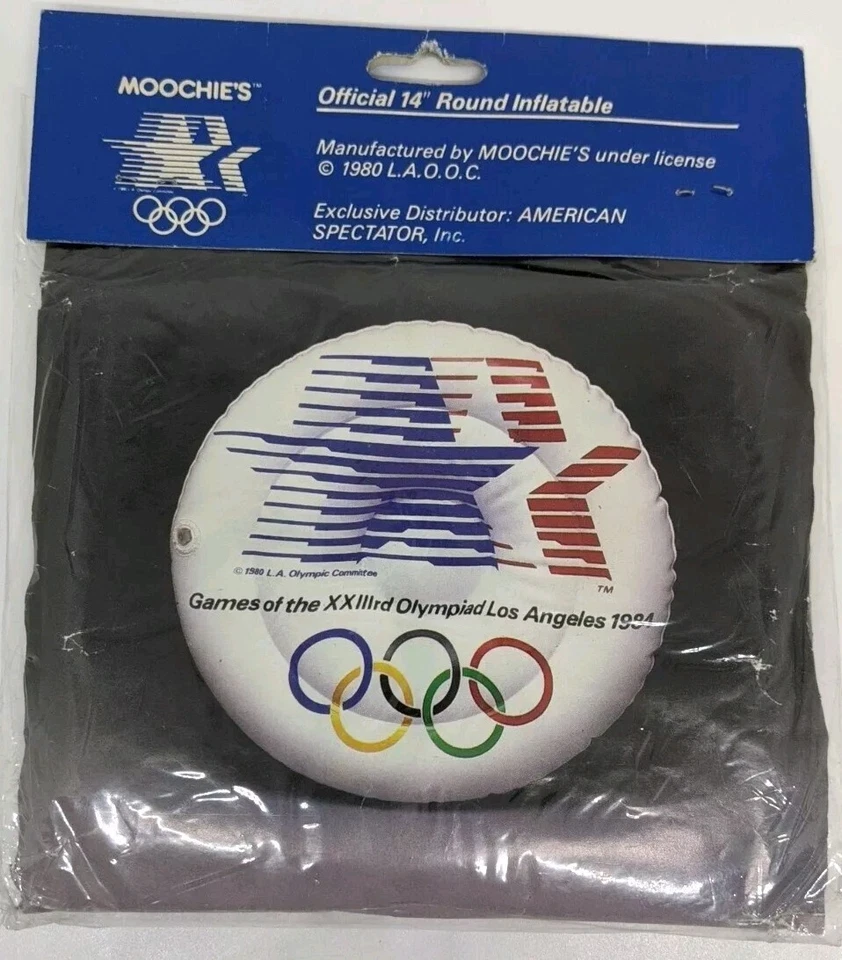 MOOCHIE'S™
Official 14" Round Inflatable
Manufactured by MOOCHIE'S under license
© 1980 L.A.O.O.C.
Exclusive Distributor: AMERICAN
SPECTATOR, Inc.
© 1980 L.A. Olympic Committee
TM
Games of the XXIIIrd Olympiad Los Angeles 1984